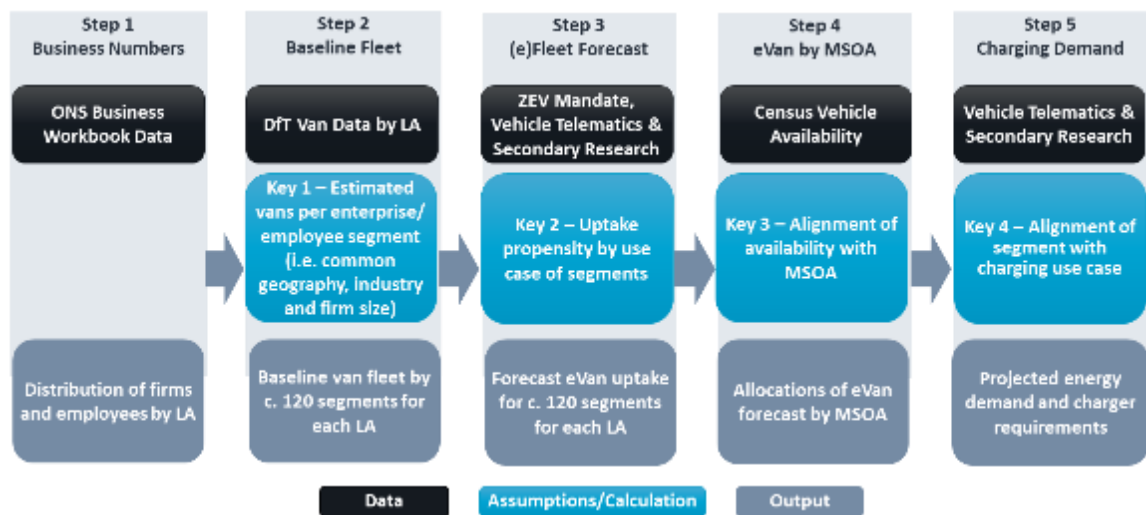 Step 1
Business Numbers
Step 2
Baseline Fleet
Step 3
(e)Fleet Forecast
Step 4
eVan by MSOA
Step 5
Charging Demand
ONS Business
Workbook Data
DfT Van Data by LA
ZEV Mandate,
Vehicle Telematics &
Secondary Research
Census Vehicle
Availability
Vehicle Telematics &
Secondary Research
Key 1 – Estimated
vans per enterprise/
employee segment
(i.e. common
geography, industry
and firm size)
Key 2 – Uptake
propensity by use
case of segments
Key 3 – Alignment of
availability with
MSOA
Key 4 – Alignment of
segment with
charging use case
Distribution of firms
and employees by LA
Baseline van fleet by
c. 120 segments for
each LA
Forecast eVan uptake
for c. 120 segments
for each LA
Allocations of eVan
forecast by MSOA
Projected energy
demand and charger
requirements
Data
Assumptions/Calculation
Output